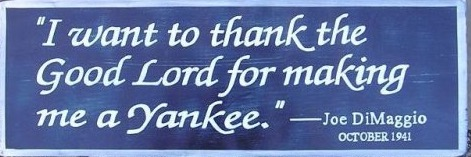 "I want to thank the
Good Lord for making
me a Yankee." —Joe DiMaggio
OCTOBER 1941